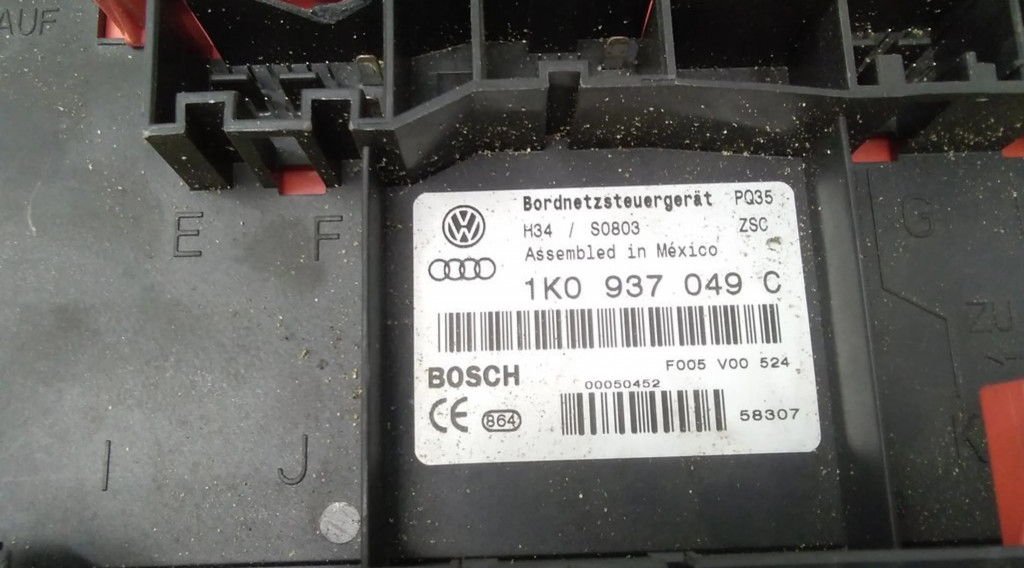 AUF
E F
G
Bordnetzsteuergerät PQ35
H34 / S0803 ZSC
Assembled in México
1K0 937 049 C
ZU
BOSCH
F005 V00 524
00050452
CE 864
58307
I J
K